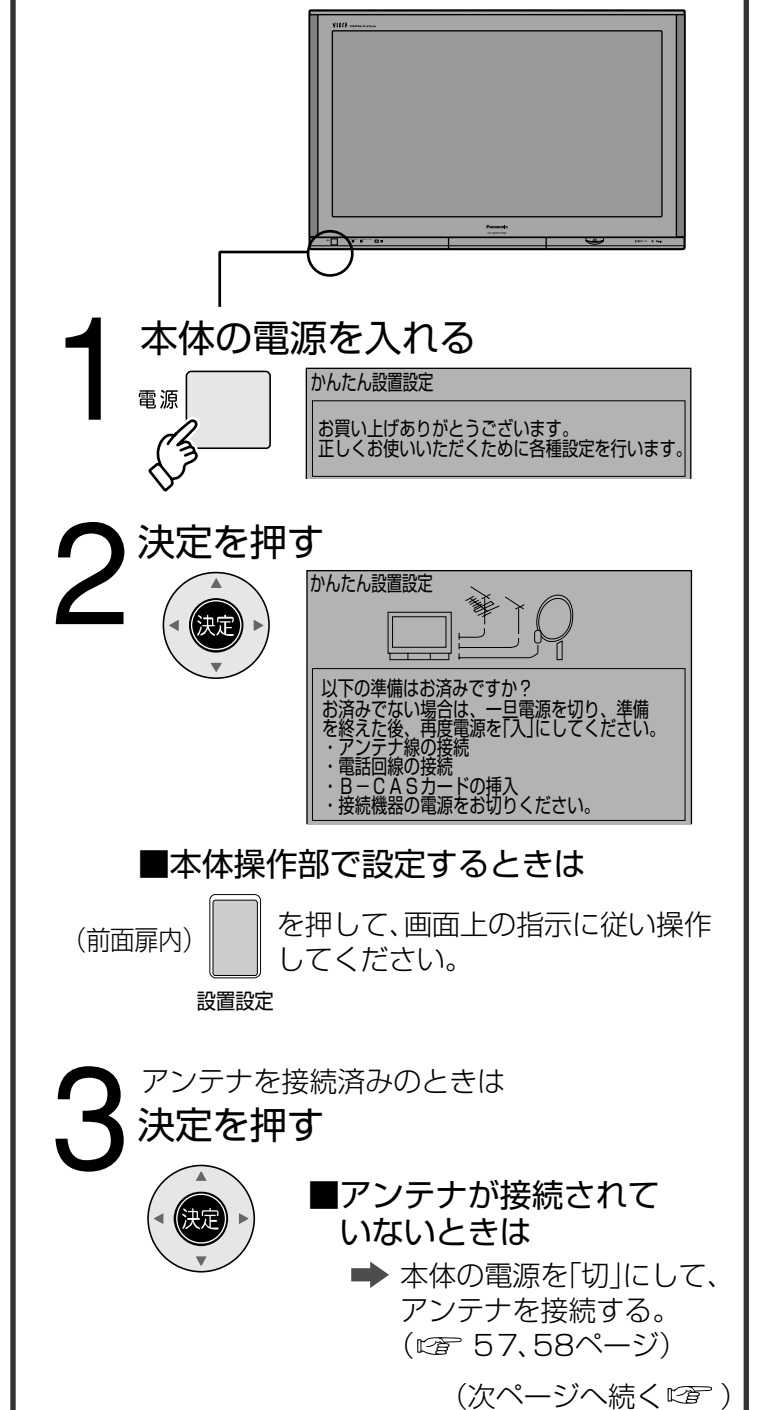 VIERA
Panasonic
1 本体の電源を入れる
電源
かんたん設置設定
お買い上げありがとうございます。
正しくお使いいただくために各種設定を行います。
2 決定を押す
決定
かんたん設置設定
以下の準備はお済みですか？
お済みでない場合は、一旦電源を切り、準備
を終えた後、再度電源を「入」にしてください。
・アンテナ線の接続
・電話回線の接続
・Ｂ－ＣＡＳカードの挿入
・接続機器の電源をお切りください。
■本体操作部で設定するときは
（前面扉内）
を押して、画面上の指示に従い操作
してください。
設置設定
3 アンテナを接続済みのときは
決定を押す
決定
■アンテナが接続されて
いないときは
➡ 本体の電源を「切」にして、
アンテナを接続する。
（☞ 57、58ページ）
（次ページへ続く☞）